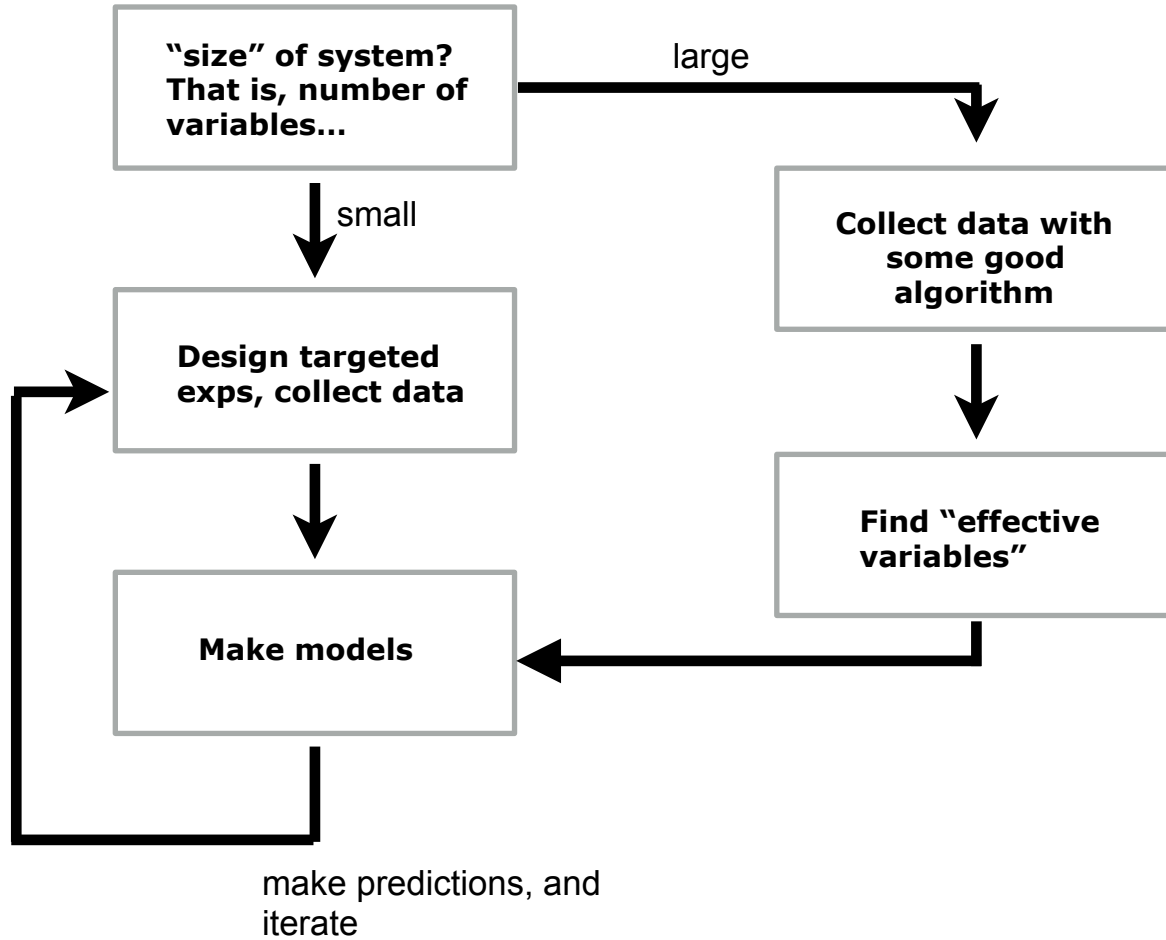 “size” of system?
That is, number of
variables...
large
small
Collect data with
some good
algorithm
Design targeted
exps, collect data
Find “effective
variables”
Make models
make predictions, and
iterate